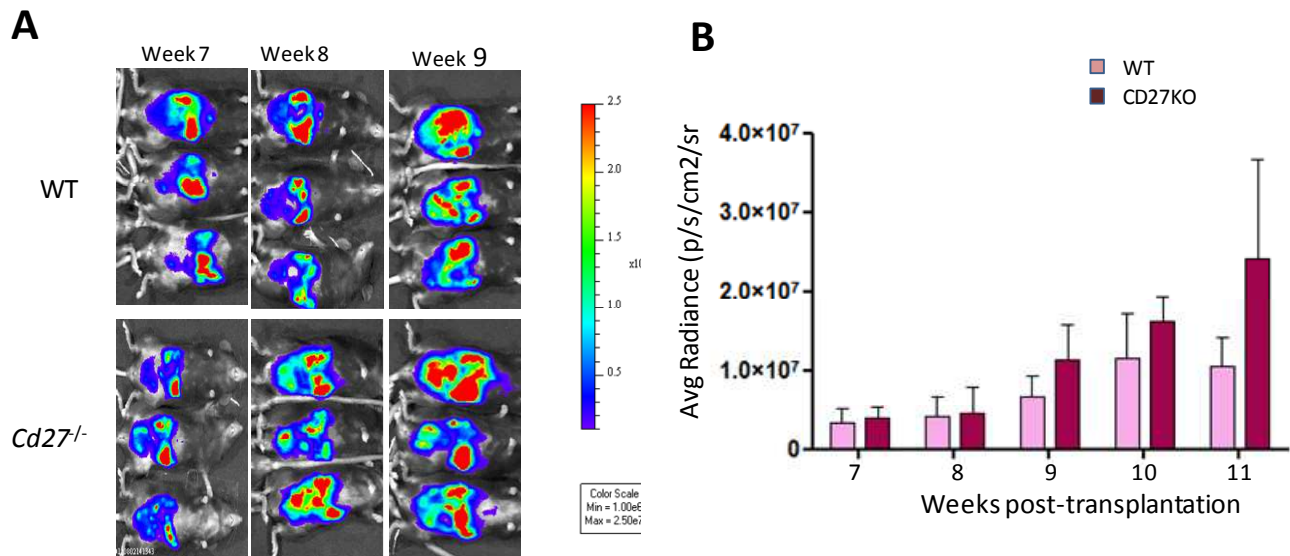 A
Week 7 Week 8 Week 9
WT
Cd27-/-
2.5
2.0
x10
1.5
1.0
0.5
Color Scale
Min = 1.00e6
Max = 2.50e7
B
WT
CD27KO
Avg Radiance (p/s/cm2/sr)
4.0×10⁷
3.0×10⁷
2.0×10⁷
1.0×10⁷
0
7 8 9 10 11
Weeks post-transplantation